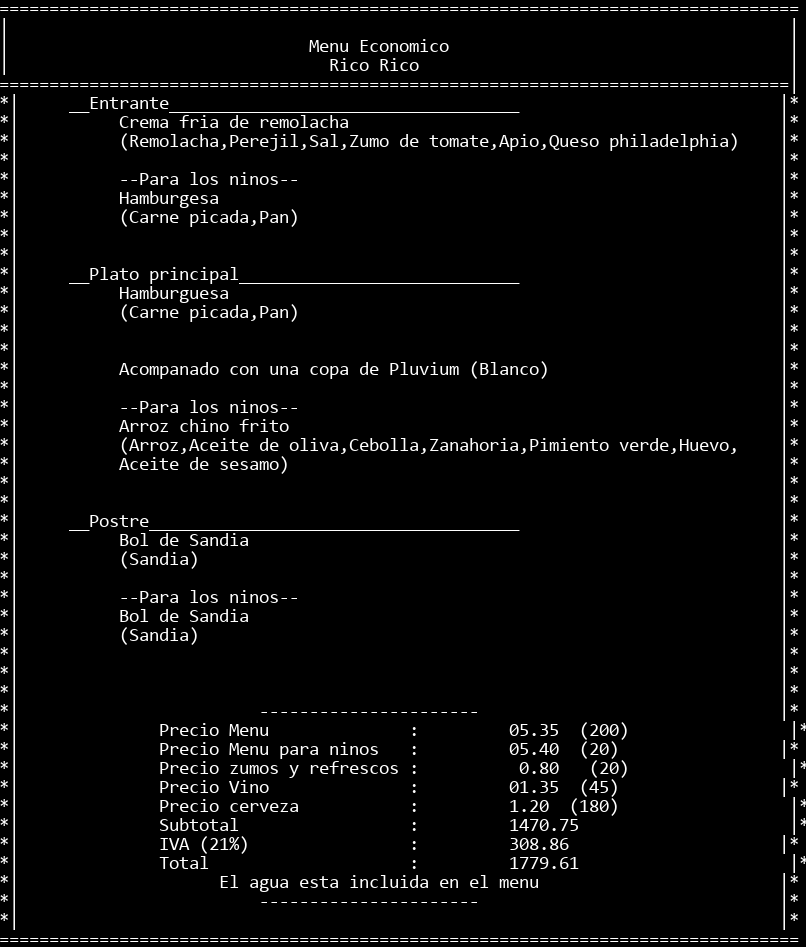 Menu Economico
Rico Rico
__Entrante___________________________________
Crema fria de remolacha
(Remolacha,Perejil,Sal,Zumo de tomate,Apio,Queso philadelphia)
--Para los ninos--
Hamburgesa
(Carne picada,Pan)
__Plato principal____________________________
Hamburguesa
(Carne picada,Pan)
Acompanado con una copa de Pluvium (Blanco)
--Para los ninos--
Arroz chino frito
(Arroz,Aceite de oliva,Cebolla,Zanahoria,Pimiento verde,Huevo,
Aceite de sesamo)
__Postre_____________________________________
Bol de Sandia
(Sandia)
--Para los ninos--
Bol de Sandia
(Sandia)
----------------------
Precio Menu : 05.35 (200)
Precio Menu para ninos : 05.40 (20)
Precio zumos y refrescos : 0.80 (20)
Precio Vino : 01.35 (45)
Precio cerveza : 1.20 (180)
Subtotal : 1470.75
IVA (21%) : 308.86
Total : 1779.61
El agua esta incluida en el menu
----------------------